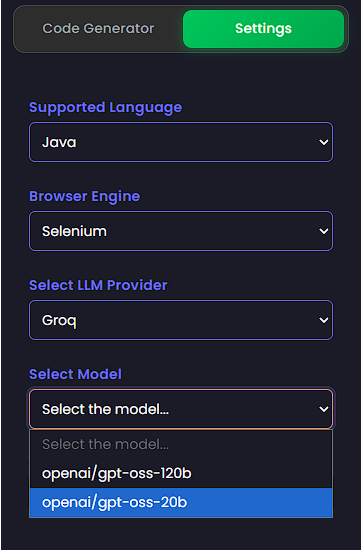 Code Generator
Settings
Supported Language
Java
Browser Engine
Selenium
Select LLM Provider
Groq
Select Model
Select the model...
Select the model...
openai/gpt-oss-120b
openai/gpt-oss-20b